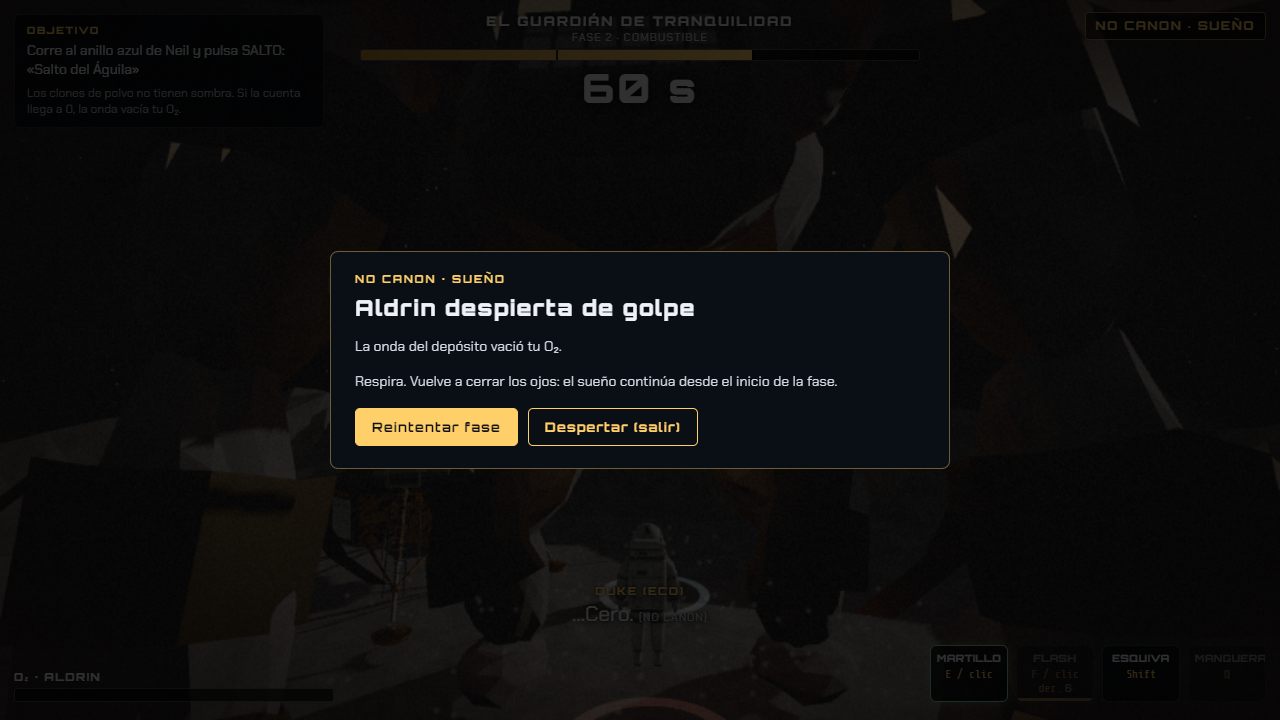 OBJETIVO
Corre al anillo azul de Neil y pulsa SALTO:
«Salto del Águila»
Los clones de polvo no tienen sombra. Si la cuenta
llega a 0, la onda vacía tu O₂.
EL GUARDIÁN DE TRANQUILIDAD
FASE 2 · COMBUSTIBLE
60 s
NO CANON · SUEÑO
NO CANON · SUEÑO
Aldrin despierta de golpe
La onda del depósito vació tu O₂.
Respira. Vuelve a cerrar los ojos: el sueño continúa desde el inicio de la fase.
Reintentar fase
Despertar (salir)
DUKE (ECO)
...Cero. (NO CANON)
O₂ · ALDRIN
MARTILLO
E / clic
FLASH
F / clic
der. &
ESQUIVA
Shift
MANGUERA
Q